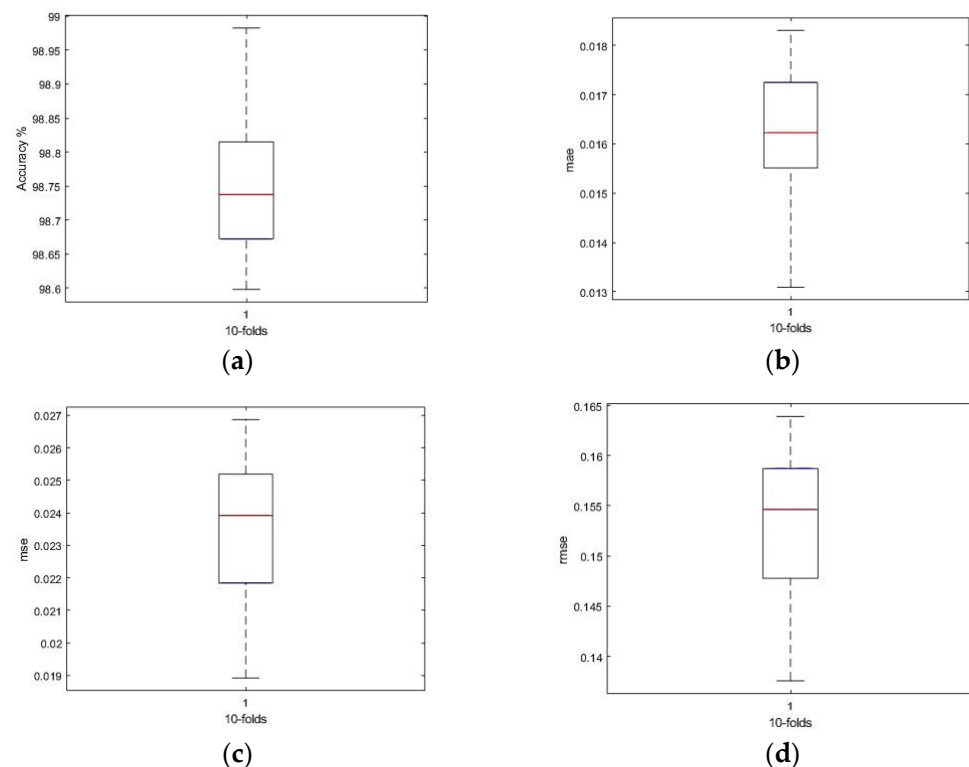 99
98.95
98.9
98.85
98.8
98.75
98.7
98.65
98.6
Accuracy %
1
10-folds
(a)
0.018
0.017
0.016
0.015
0.014
0.013
mae
1
10-folds
(b)
0.027
0.026
0.025
0.024
0.023
0.022
0.021
0.02
0.019
mse
1
10-folds
(c)
0.165
0.16
0.155
0.15
0.145
0.14
rmse
1
10-folds
(d)